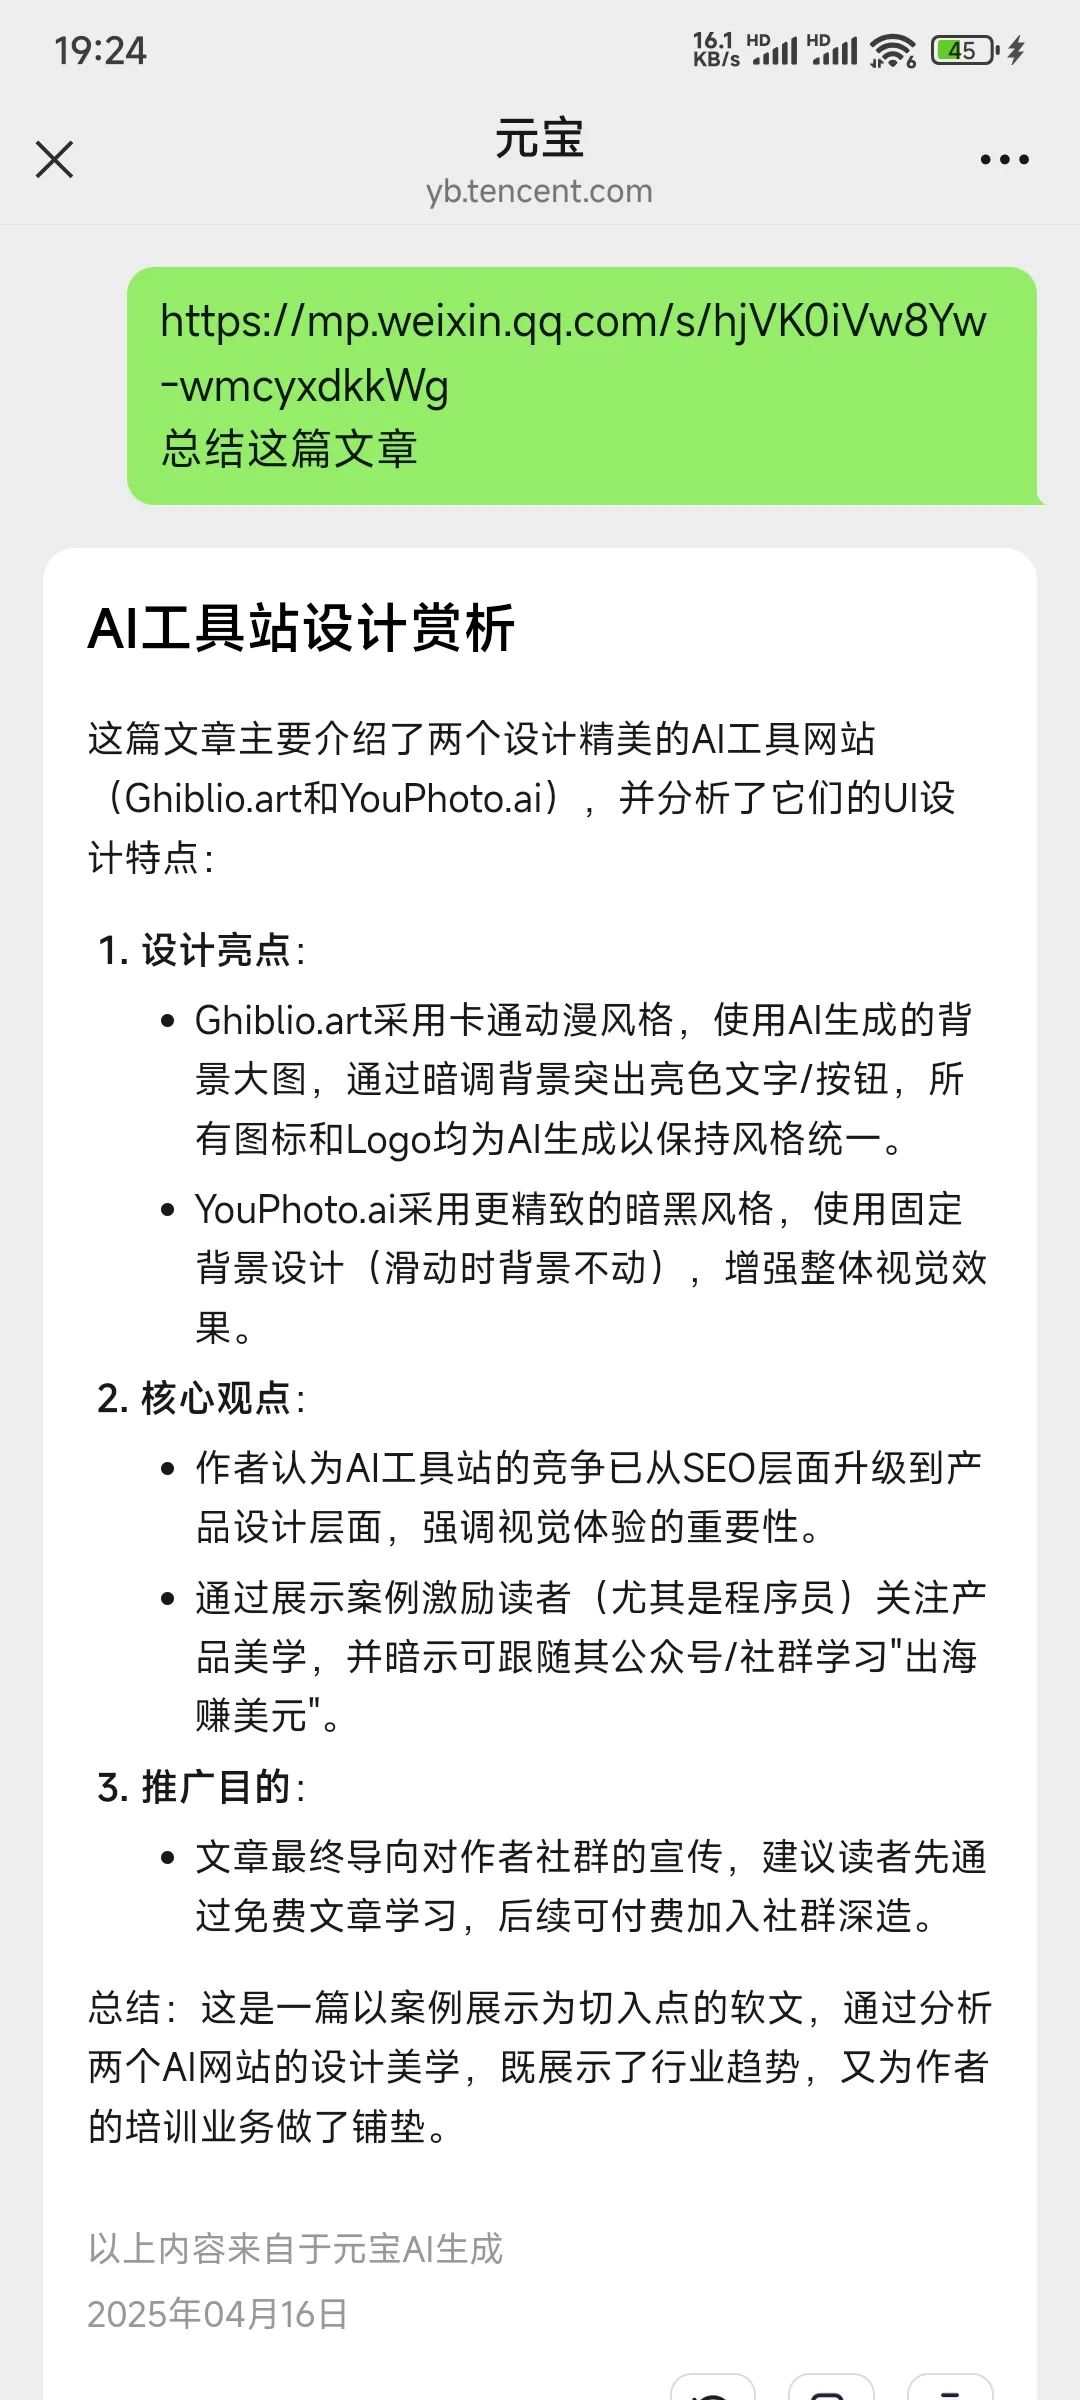 19:24
16.1 KB/s HD HD 6 45
元宝
yb.tencent.com
https://mp.weixin.qq.com/s/hjVK0iVw8Yw
-wmcyxdkkWg
总结这篇文章
AI工具站设计赏析
这篇文章主要介绍了两个设计精美的AI工具网站
（Ghiblio.art和YouPhoto.ai），并分析了它们的UI设
计特点：
1. 设计亮点：
• Ghiblio.art采用卡通动漫风格，使用AI生成的背
景大图，通过暗调背景突出亮色文字/按钮，所
有图标和Logo均为AI生成以保持风格统一。
• YouPhoto.ai采用更精致的暗黑风格，使用固定
背景设计（滑动时背景不动），增强整体视觉效
果。
2. 核心观点：
• 作者认为AI工具站的竞争已从SEO层面升级到产
品设计层面，强调视觉体验的重要性。
• 通过展示案例激励读者（尤其是程序员）关注产
品美学，并暗示可跟随其公众号/社群学习"出海
赚美元"。
3. 推广目的：
• 文章最终导向对作者社群的宣传，建议读者先通
过免费文章学习，后续可付费加入社群深造。
总结：这是一篇以案例展示为切入点的软文，通过分析
两个AI网站的设计美学，既展示了行业趋势，又为作者
的培训业务做了铺垫。
以上内容来自于元宝AI生成
2025年04月16日